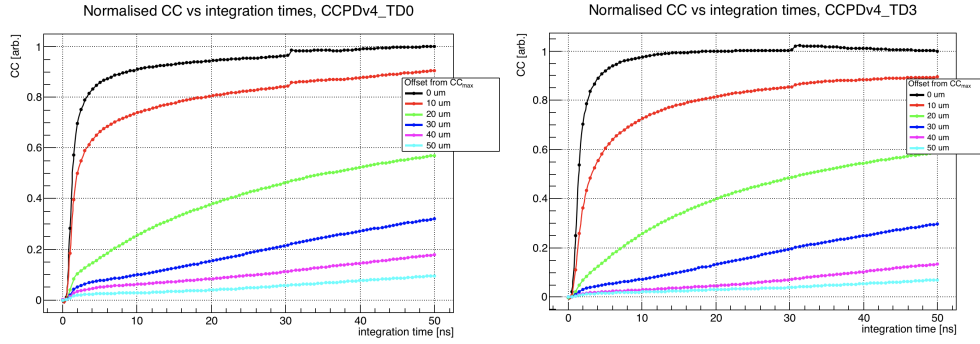 Normalised CC vs integration times, CCPDv4_TD0
CC [arb.]
1
0.8
0.6
0.4
0.2
0
0 10 20 30 40 50
integration time [ns]
Offset from CCmax
0 um
10 um
20 um
30 um
40 um
50 um
Normalised CC vs integration times, CCPDv4_TD3
CC [arb.]
1
0.8
0.6
0.4
0.2
0
0 10 20 30 40 50
integration time [ns]
Offset from CCmax
0 um
10 um
20 um
30 um
40 um
50 um